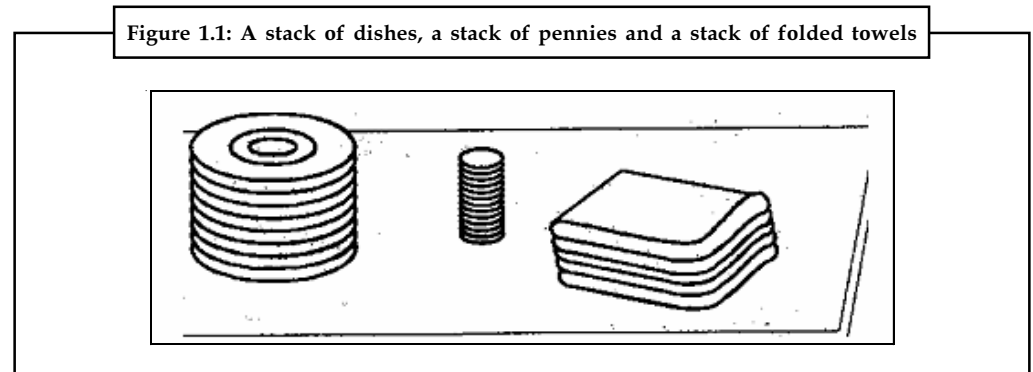 Figure 1.1: A stack of dishes, a stack of pennies and a stack of folded towels